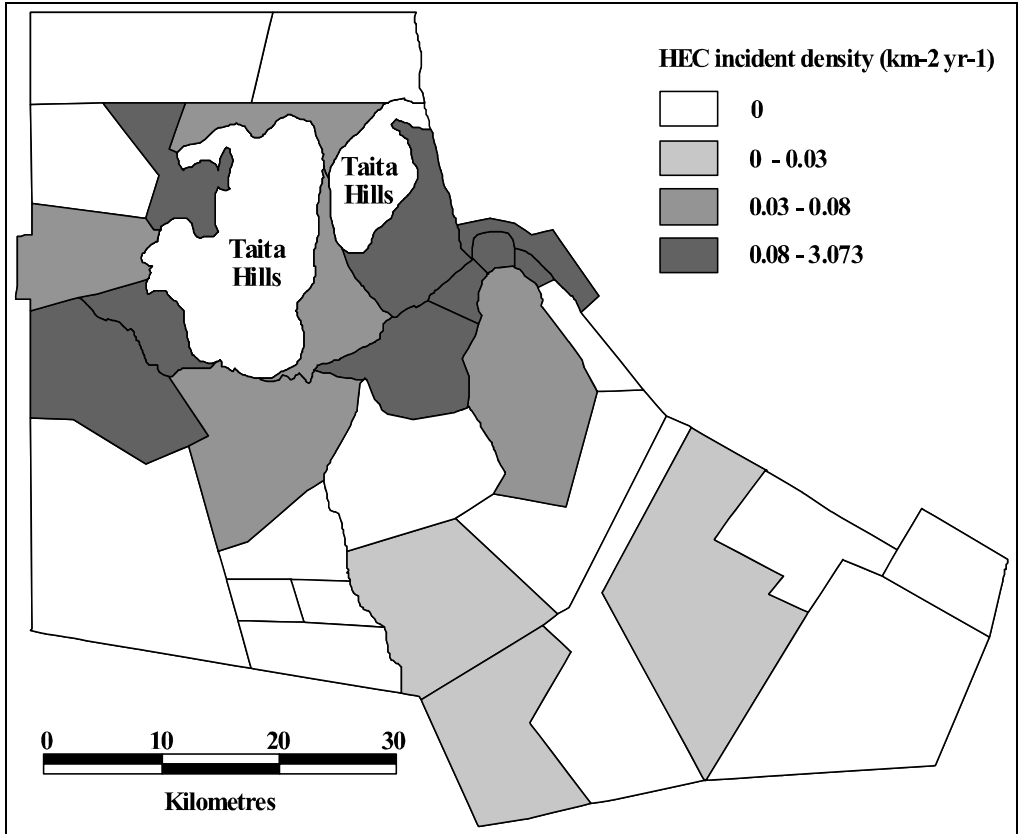 HEC incident density (km-2 yr-1)
0
0 - 0.03
0.03 - 0.08
0.08 - 3.073
Taita
Hills
Taita
Hills
0 10 20 30
Kilometres